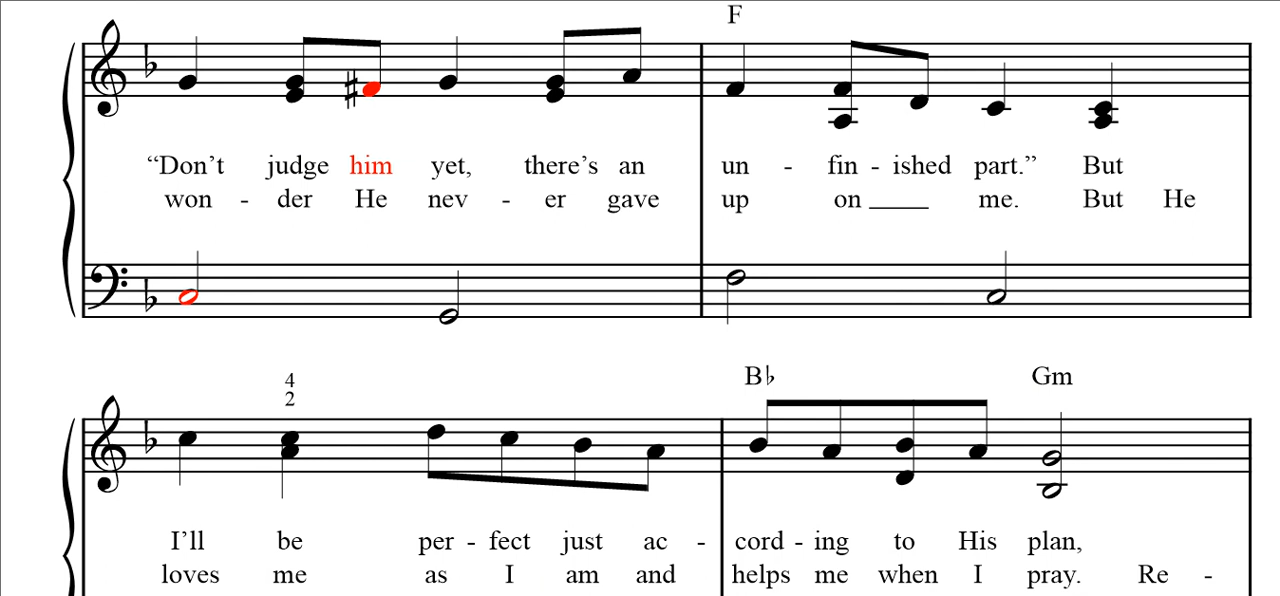 F
“Don’t judge him yet, there’s an un - fin - ished part.” But
won - der He nev - er gave up on ____ me. But He
4
2
B♭ Gm
I’ll be per - fect just ac - cord - ing to His plan,
loves me as I am and helps me when I pray. Re -